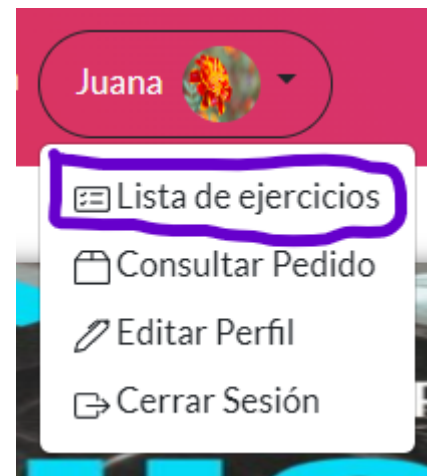 Juana
Lista de ejercicios
Consultar Pedido
Editar Perfil
Cerrar Sesión